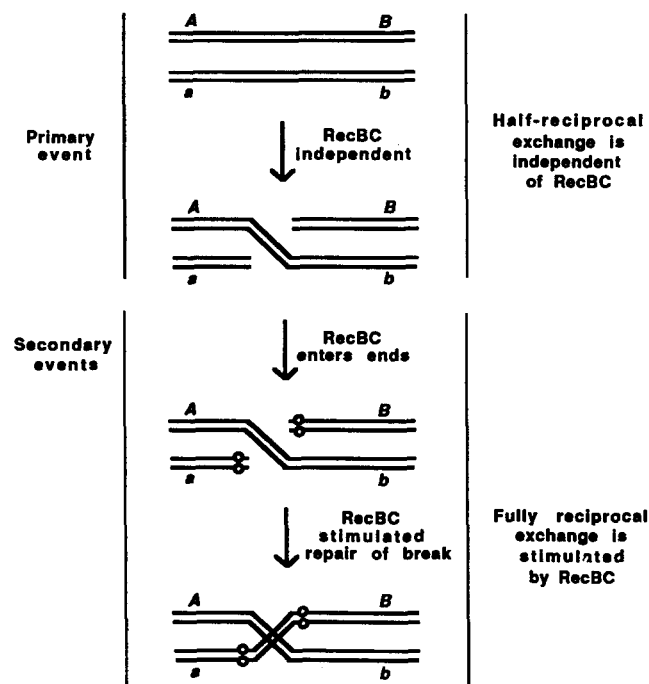 A B
a b
Primary
event
RecBC
independent
Half-reciprocal
exchange is
independent
of RecBC
A B
a b
Secondary
events
RecBC
enters ends
A B
a b
RecBC
stimulated
repair of break
Fully reciprocal
exchange is
stimulated
by RecBC
A B
a b